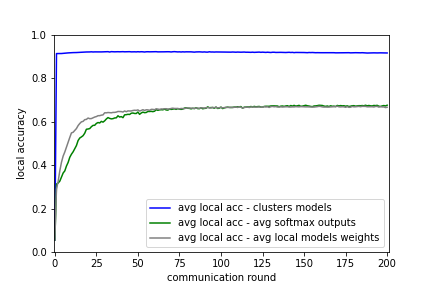 1.0
0.8
0.6
0.4
0.2
0.0
local accuracy
avg local acc - clusters models
avg local acc - avg softmax outputs
avg local acc - avg local models weights
0 25 50 75 100 125 150 175 200
communication round